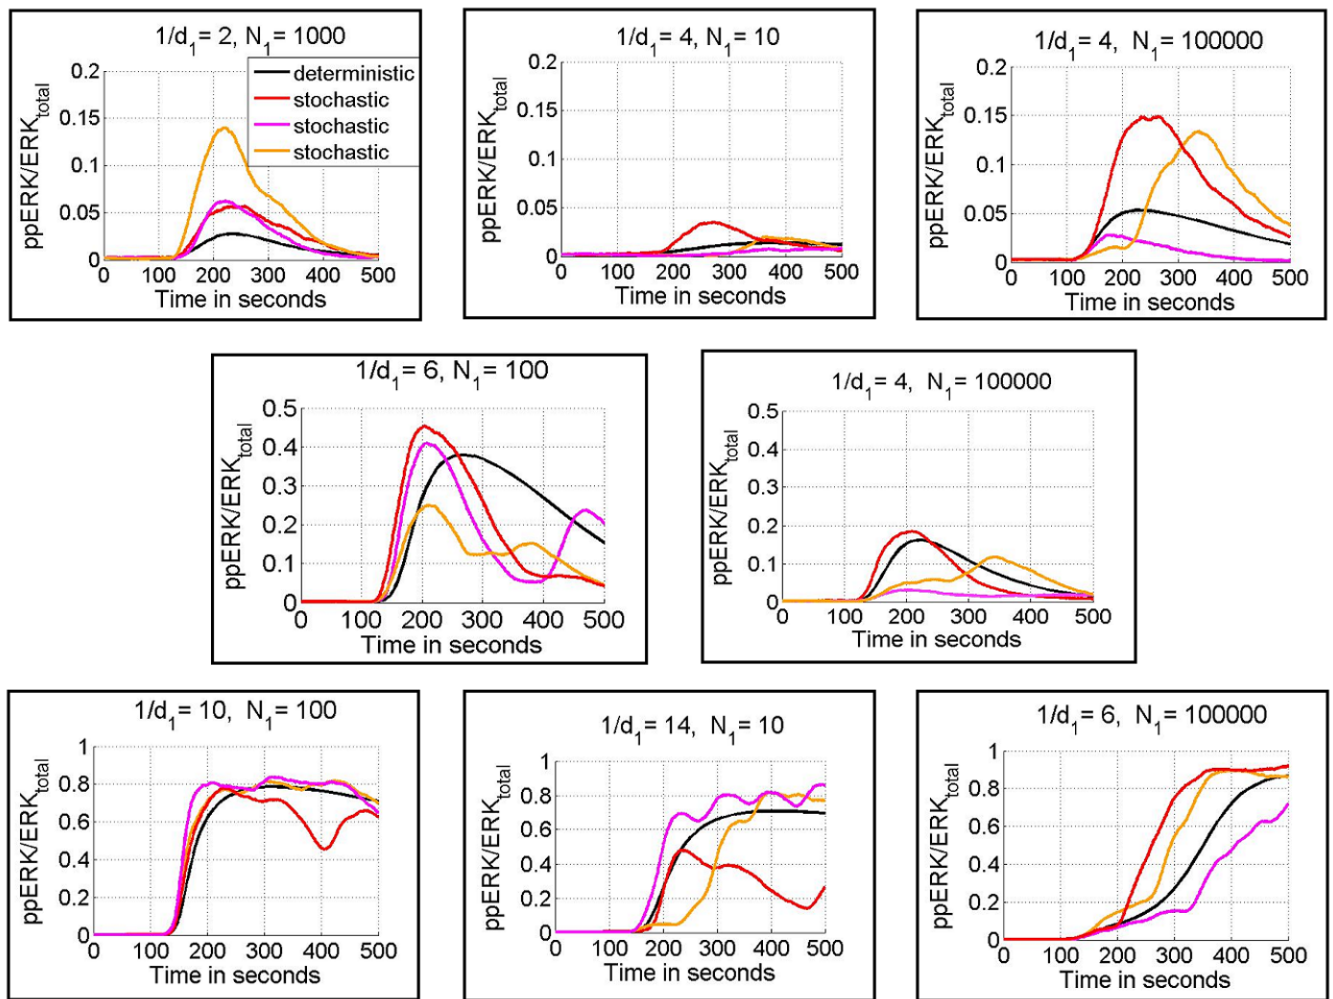 1/d1= 2, N1= 1000
ppERK/ERKtotal
0.2
0.15
0.1
0.05
0
deterministic
stochastic
stochastic
stochastic
0 100 200 300 400 500
Time in seconds
1/d1= 4, N1= 10
ppERK/ERKtotal
0.2
0.15
0.1
0.05
0
0 100 200 300 400 500
Time in seconds
1/d1= 4, N1= 100000
ppERK/ERKtotal
0.2
0.15
0.1
0.05
0
0 100 200 300 400 500
Time in seconds
1/d1= 6, N1= 100
ppERK/ERKtotal
0.5
0.4
0.3
0.2
0.1
0
0 100 200 300 400 500
Time in seconds
1/d1= 4, N1= 100000
ppERK/ERKtotal
0.5
0.4
0.3
0.2
0.1
0
0 100 200 300 400 500
Time in seconds
1/d1= 10, N1= 100
ppERK/ERKtotal
1
0.8
0.6
0.4
0.2
0
0 100 200 300 400 500
Time in seconds
1/d1= 14, N1= 10
ppERK/ERKtotal
1
0.8
0.6
0.4
0.2
0
0 100 200 300 400 500
Time in seconds
1/d1= 6, N1= 100000
ppERK/ERKtotal
1
0.8
0.6
0.4
0.2
0
0 100 200 300 400 500
Time in seconds